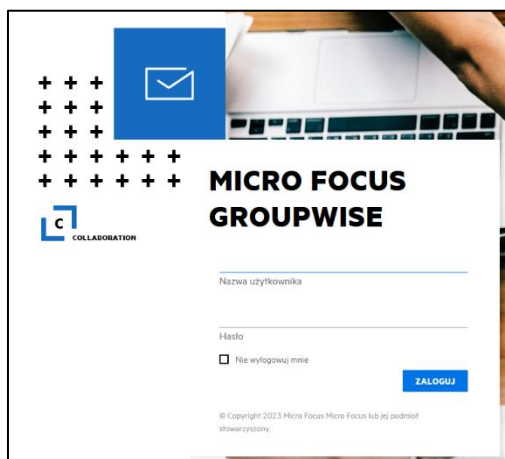 MICRO FOCUS
GROUPWISE
C
COLLABORATION
Nazwa użytkownika
Hasło
Nie wylogowuj mnie
ZALOGUJ
© Copyright 2023 Micro Focus Micro Focus lub jej podmiot
stowarzyszony.